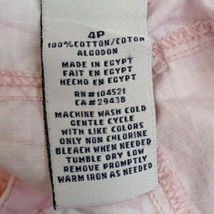 4P
100%COTTON/COTON
ALGODON
MADE IN EGYPT
FAIT EN EGYPT
HECHO EN EGYPT
RN#104521
CA#29438
MACHINE WASH COLD
GENTLE CYCLE
WITH LIKE COLORS
ONLY NON CHLORINE
BLEACH WHEN NEEDED
TUMBLE DRY LOW
REMOVE PROMPTLY
WARM IRON AS NEEDED